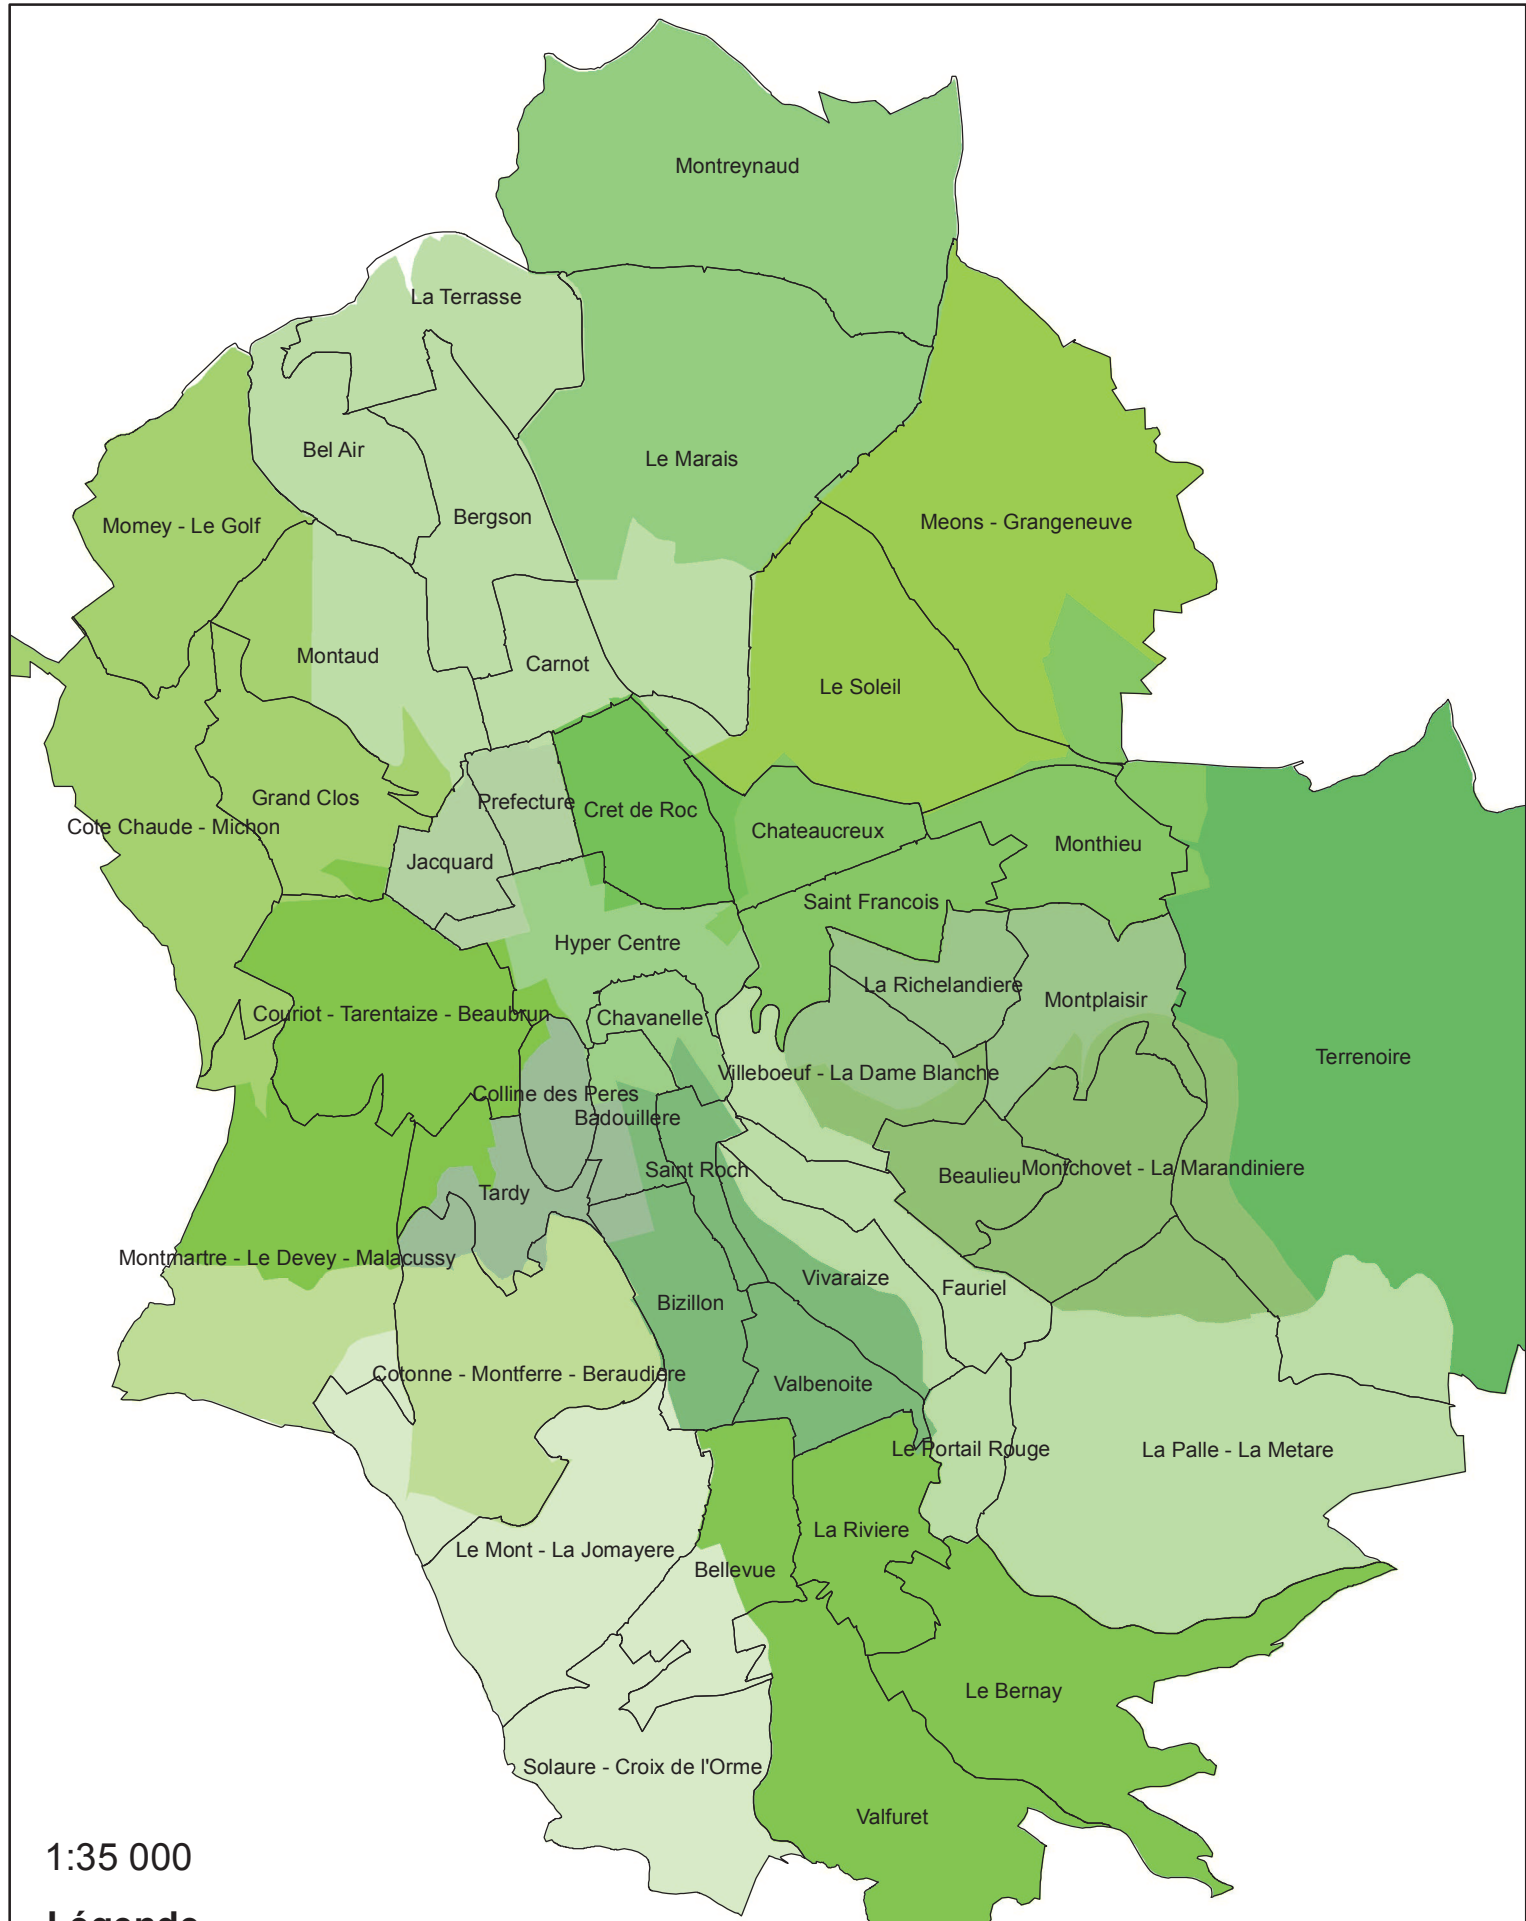 Montreynaud
La Terrasse
Bel Air
Le Marais
Momey - Le Golf
Bergson
Meons - Grangeneuve
Montaud
Carnot
Le Soleil
Grand Clos
Prefecture
Cret de Roc
Cote Chaude - Michon
Chateaucreux
Monthieu
Jacquard
Saint Francois
Hyper Centre
La Richelandiere
Montplaisir
Couriot - Tarentaize - Beaubrun
Chavanelle
Terrenoire
Villeboeuf - La Dame Blanche
Colline des Peres
Badouillere
Saint Roch
Beaulieu
Montchovet - La Marandiniere
Tardy
Montmartre - Le Devey - Malacussy
Vivaraize
Fauriel
Bizillon
Cotonne - Montferre - Beraudiere
Valbenoite
Le Portail Rouge
La Palle - La Metare
La Riviere
Le Mont - La Jomayere
Bellevue
Le Bernay
Solaure - Croix de l'Orme
Valfuret
1:35 000
Légende